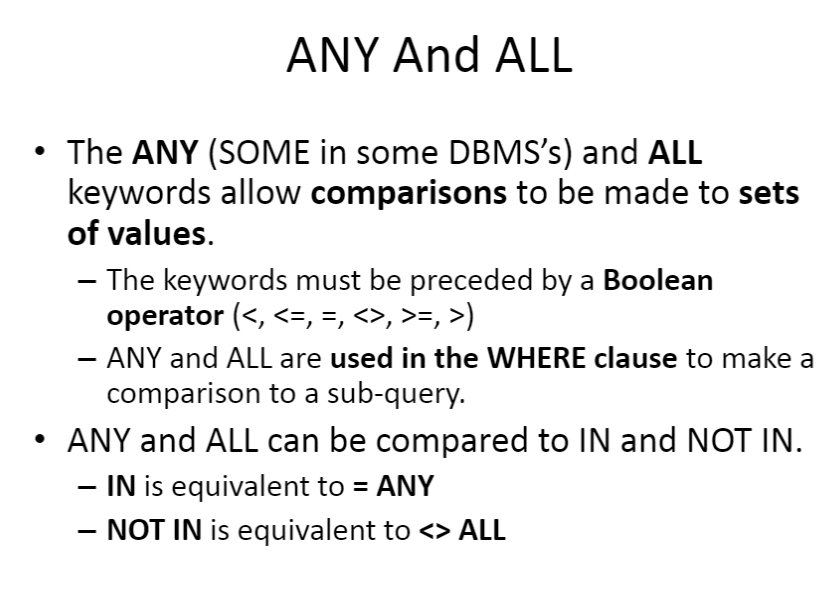 ANY And ALL
• The ANY (SOME in some DBMS’s) and ALL
keywords allow comparisons to be made to sets
of values.
– The keywords must be preceded by a Boolean
operator (<, <=, =, <>, >=, >)
– ANY and ALL are used in the WHERE clause to make a
comparison to a sub-query.
• ANY and ALL can be compared to IN and NOT IN.
– IN is equivalent to = ANY
– NOT IN is equivalent to <> ALL